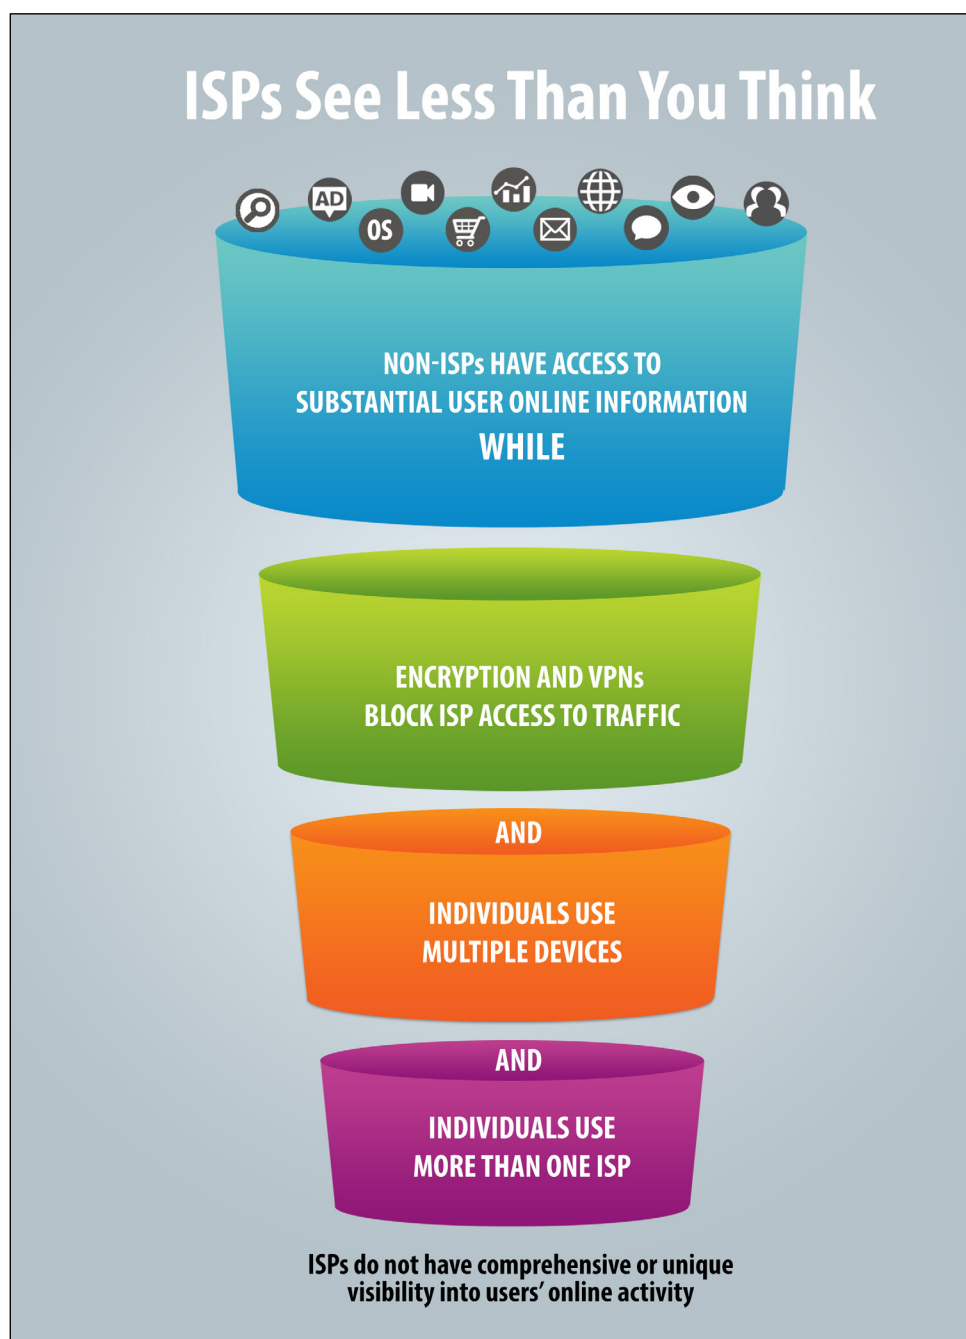 ISPs See Less Than You Think
AD
OS
NON-ISPs HAVE ACCESS TO
SUBSTANTIAL USER ONLINE INFORMATION
WHILE
ENCRYPTION AND VPNs
BLOCK ISP ACCESS TO TRAFFIC
AND
INDIVIDUALS USE
MULTIPLE DEVICES
AND
INDIVIDUALS USE
MORE THAN ONE ISP
ISPs do not have comprehensive or unique
visibility into users’ online activity